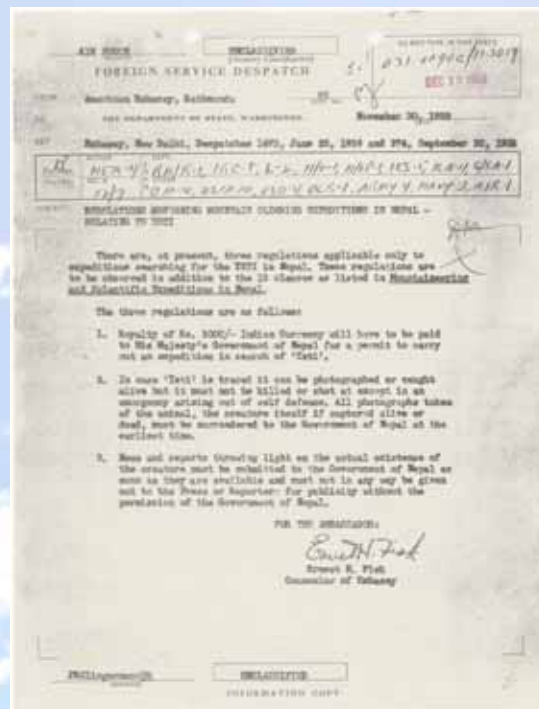 AIR POUCH UNCLASSIFIED
FOREIGN SERVICE DESPATCH
DEC 1 1959
FROM American Embassy, Kathmandu
November 30, 1959
TO THE DEPARTMENT OF STATE, WASHINGTON.
REF Embassy, New Delhi, Despatches
REGULATIONS GOVERNING MOUNTAIN CLIMBING EXPEDITIONS IN NEPAL -
RELATING TO YETI
There are, at present, three regulations applicable only to
expeditions searching for the YETI in Nepal. These regulations are
to be observed in addition to the 15 clauses as listed in Mountaineering
and Scientific Expeditions in Nepal.
The three regulations are as follows:
1. Royalty of Rs. 5000/- Indian Currency will have to be paid
to His Majesty's Government of Nepal for a permit to carry
out an expedition in search of 'Yeti'.
2. In case 'Yeti' is traced it can be photographed or caught
alive but it must not be killed or shot at except in an
emergency arising out of self defense. All photographs taken
of the animal, the creature itself if captured alive or
dead, must be surrendered to the Government of Nepal at the
earliest time.
3. News and reports throwing light on the actual existence of
the creature must be submitted to the Government of Nepal as
soon as they are available and must not in any way be given
out to the Press or Reporters for publicity without the
permission of the Government of Nepal.
FOR THE AMBASSADOR:
Ernest H. Fisk
Ernest H. Fisk
Counselor of Embassy
UNCLASSIFIED
INFORMATION COPY